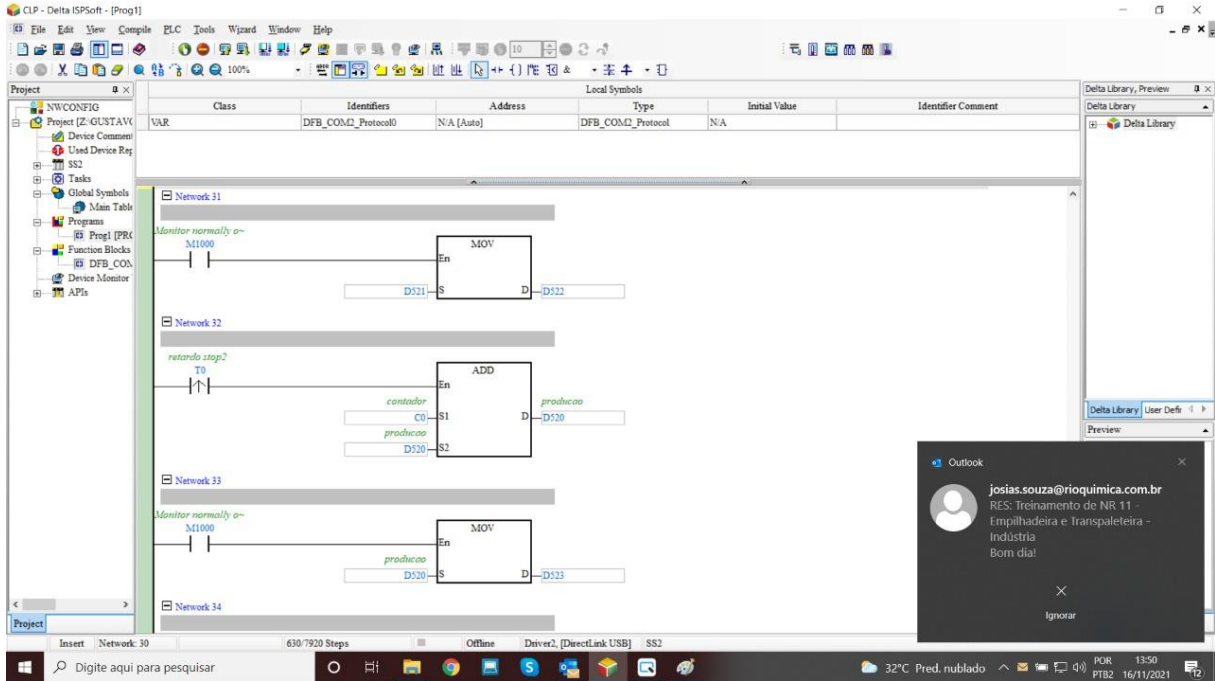 CLP - Delta ISPSoft - [Prog1]
File Edit View Compile PLC Tools Wizard Window Help
10
100%
Project
Local Symbols
Delta Library, Preview
NWCONFIG
Project [Z:\GUSTAV(
Device Comment
Used Device Rep
SS2
Tasks
Global Symbols
Main Table
Programs
Prog1 [PRC
Function Blocks
DFB_CON
Device Monitor
APIs
Class Identifiers Address Type Initial Value Identifier Comment
VAR DFB_COM2_Protocol0 N/A [Auto] DFB_COM2_Protocol N/A
Delta Library
Delta Library
Network 31
Monitor normally o~
M1000 MOV
En
D521 S D D522
Network 32
retardo stop2
T0 ADD
En
contador producao
C0 S1 D D520
producao
D520 S2
Network 33
Monitor normally o~
M1000 MOV
En
producao
D520 S D D523
Network 34
Delta Library User Defir
Preview
Outlook
josias.souza@rioquimica.com.br
RES: Treinamento de NR 11 -
Empilhadeira e Transpaleteira -
Indústria
Bom dia!
Ignorar
Project
Insert Network: 30 630/7920 Steps Offline Driver2, [DirectLink USB] SS2
Digite aqui para pesquisar
32°C Pred. nublado
POR
PTB2
13:50
16/11/2021
12